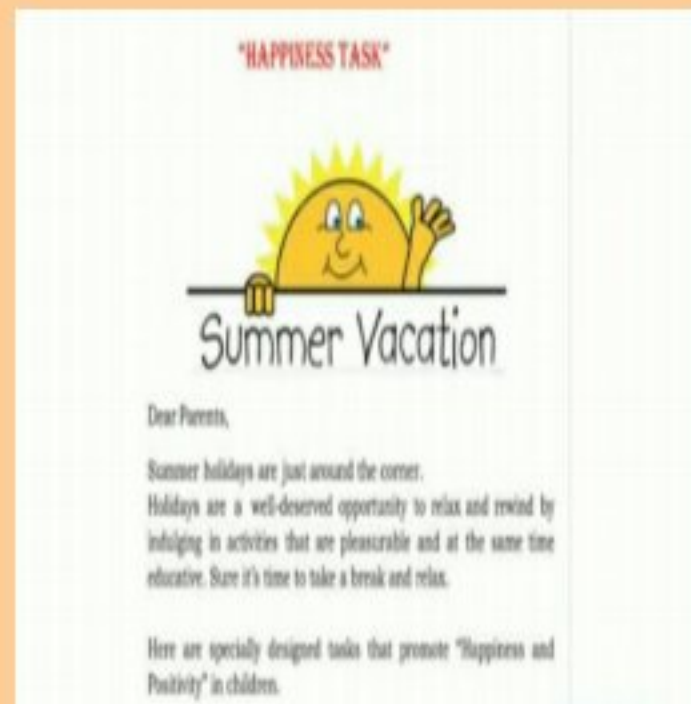 "HAPPINESS TASK"
Summer Vacation
Dear Parents,
Summer holidays are just around the corner.
Holidays are a well-deserved opportunity to relax and rewind by
indulging in activities that are pleasurable and at the same time
educative. Sure it's time to take a break and relax.
Here are specially designed tasks that promote "Happiness and
Positivity" in children.